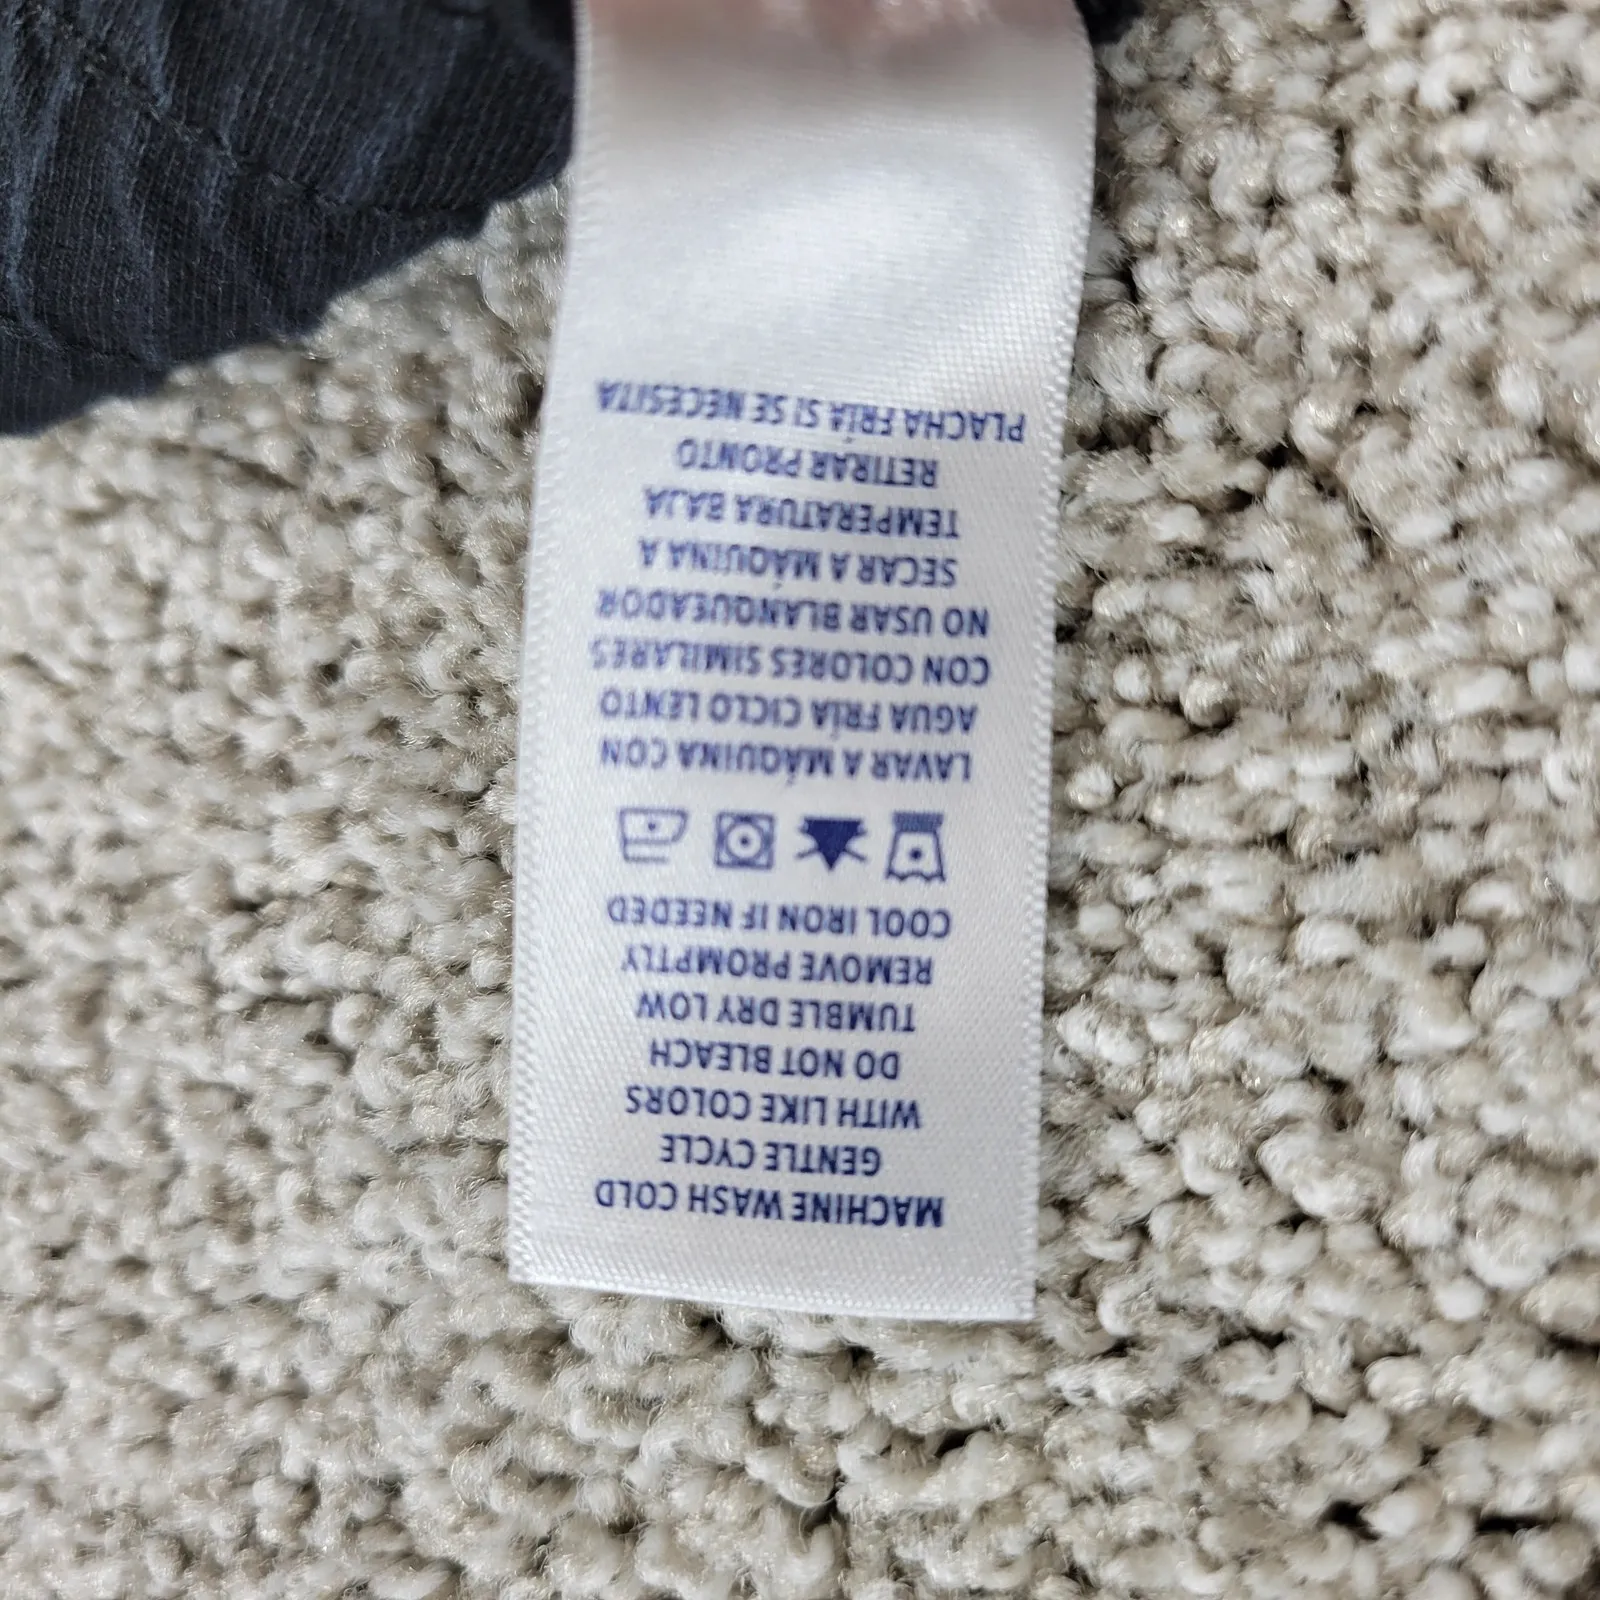 MACHINE WASH COLD
GENTLE CYCLE
WITH LIKE COLORS
DO NOT BLEACH
TUMBLE DRY LOW
REMOVE PROMPTLY
COOL IRON IF NEEDED
LAVAR A MÁQUINA CON
AGUA FRÍA CICLO LENTO
CON COLORES SIMILARES
NO USAR BLANQUEADOR
SECAR A MÁQUINA A
TEMPERATURA BAJA
RETIRAR PRONTO
PLACHA FRÍA SI SE NECESITA